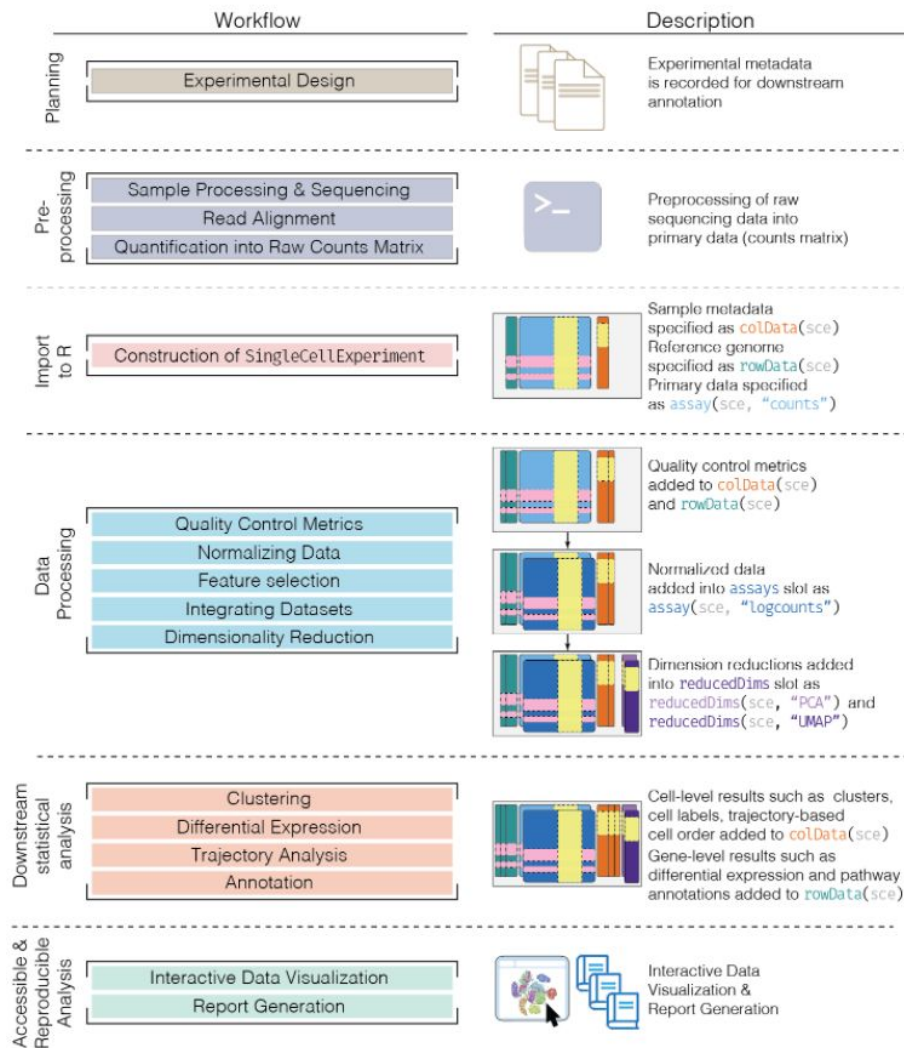 Workflow
Description
Planning
Experimental Design
Experimental metadata
is recorded for downstream
annotation
Pre-
processing
Sample Processing & Sequencing
Read Alignment
Quantification into Raw Counts Matrix
>_
Preprocessing of raw
sequencing data into
primary data (counts matrix)
Import
to R
Construction of SingleCellExperiment
Sample metadata
specified as colData(sce)
Reference genome
specified as rowData(sce)
Primary data specified
as assay(sce, “counts”)
Data
Processing
Quality Control Metrics
Normalizing Data
Feature selection
Integrating Datasets
Dimensionality Reduction
Quality control metrics
added to colData(sce)
and rowData(sce)
Normalized data
added into assays slot as
assay(sce, “logcounts”)
Dimension reductions added
into reducedDims slot as
reducedDims(sce, “PCA”) and
reducedDims(sce, “UMAP”)
Downstream
statistical
analysis
Clustering
Differential Expression
Trajectory Analysis
Annotation
Cell-level results such as clusters,
cell labels, trajectory-based
cell order added to colData(sce)
Gene-level results such as
differential expression and pathway
annotations added to rowData(sce)
Accessible &
Reproducible
Analysis
Interactive Data Visualization
Report Generation
Interactive Data
Visualization &
Report Generation